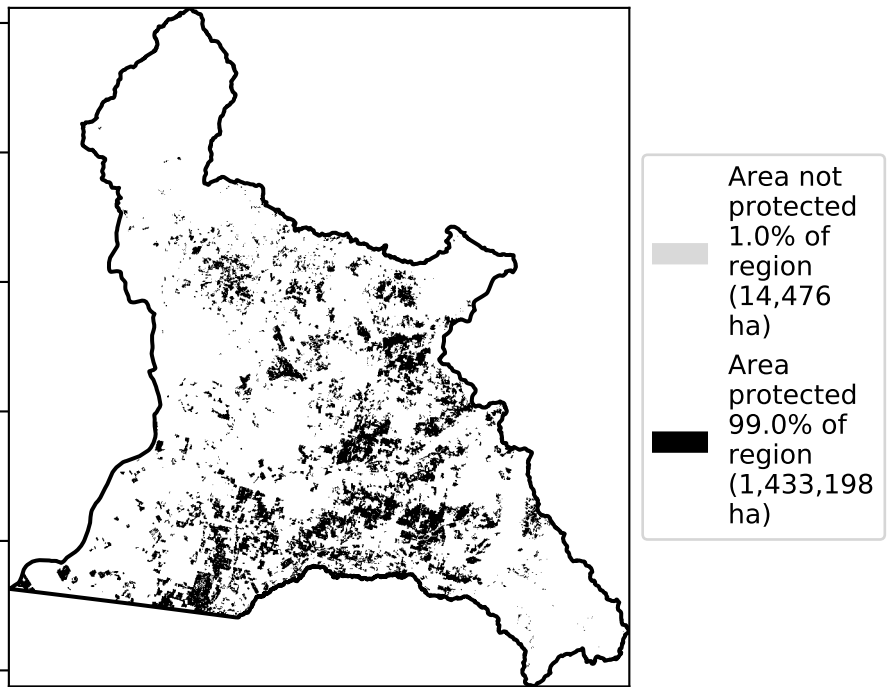 Area not
protected
1.0% of
region
(14,476
ha)
Area
protected
99.0% of
region
(1,433,198
ha)